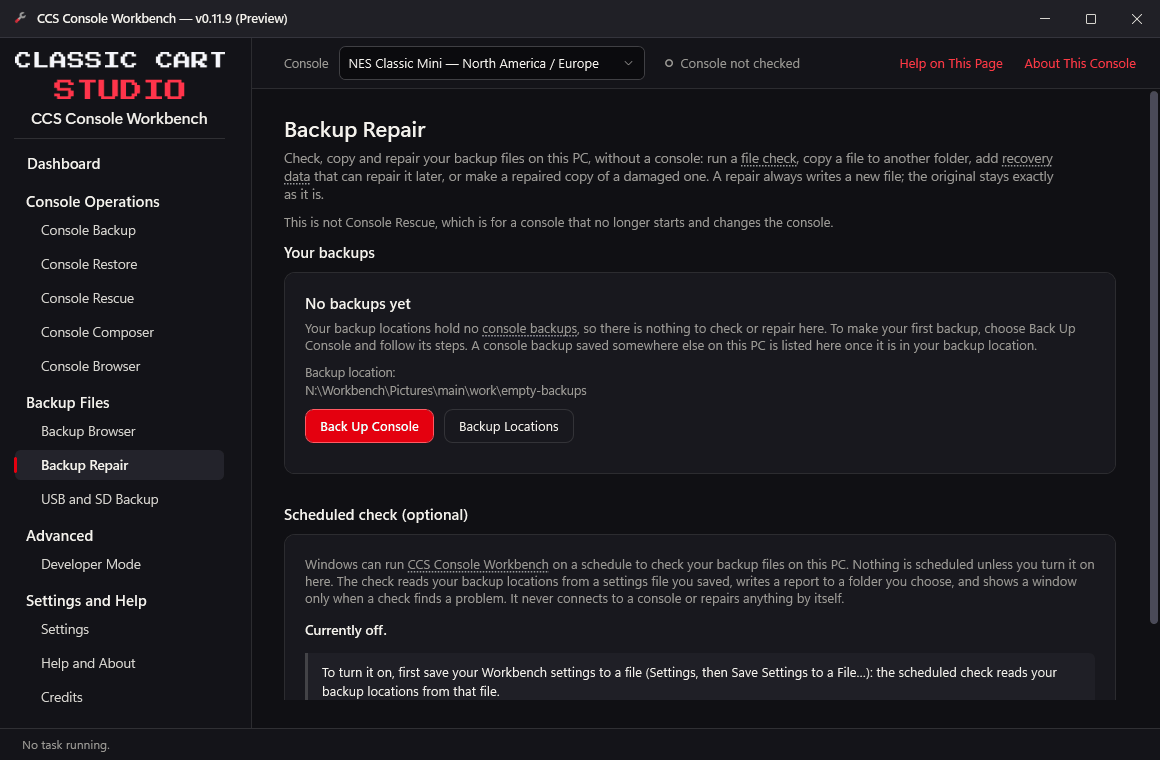 CCS Console Workbench — v0.11.9 (Preview)
CLASSIC CART
STUDIO
CCS Console Workbench
Dashboard
Console Operations
Console Backup
Console Restore
Console Rescue
Console Composer
Console Browser
Backup Files
Backup Browser
Backup Repair
USB and SD Backup
Advanced
Developer Mode
Settings and Help
Settings
Help and About
Credits
Console
NES Classic Mini — North America / Europe
Console not checked
Help on This Page
About This Console
Backup Repair
Check, copy and repair your backup files on this PC, without a console: run a file check, copy a file to another folder, add recovery
data that can repair it later, or make a repaired copy of a damaged one. A repair always writes a new file; the original stays exactly
as it is.
This is not Console Rescue, which is for a console that no longer starts and changes the console.
Your backups
No backups yet
Your backup locations hold no console backups, so there is nothing to check or repair here. To make your first backup, choose Back Up
Console and follow its steps. A console backup saved somewhere else on this PC is listed here once it is in your backup location.
Backup location:
N:\Workbench\Pictures\main\work\empty-backups
Back Up Console
Backup Locations
Scheduled check (optional)
Windows can run CCS Console Workbench on a schedule to check your backup files on this PC. Nothing is scheduled unless you turn it on
here. The check reads your backup locations from a settings file you saved, writes a report to a folder you choose, and shows a window
only when a check finds a problem. It never connects to a console or repairs anything by itself.
Currently off.
To turn it on, first save your Workbench settings to a file (Settings, then Save Settings to a File...): the scheduled check reads your
backup locations from that file.
No task running.